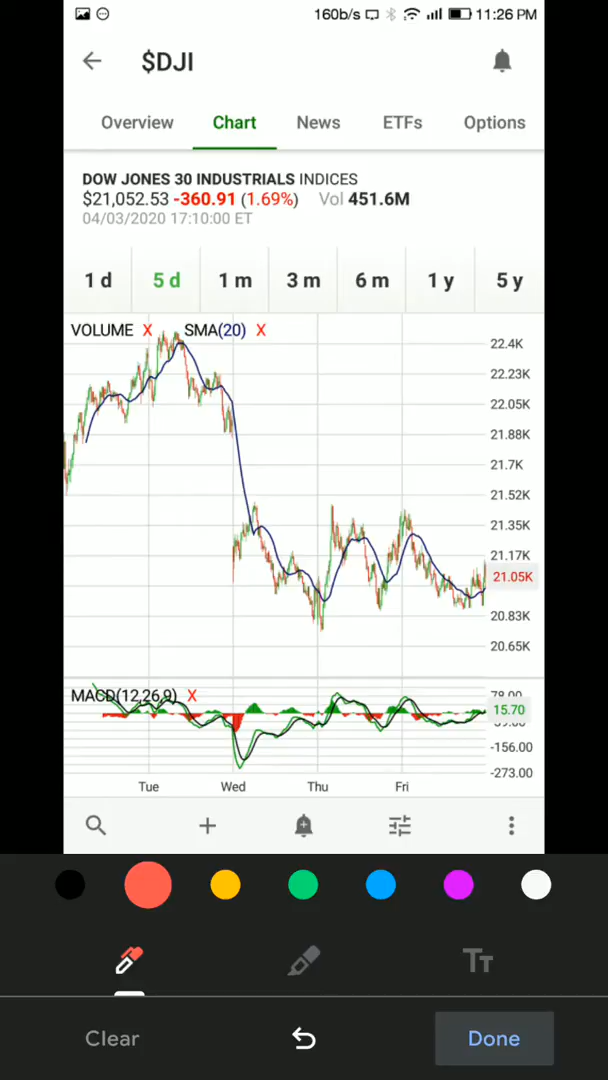 160b/s 11:26 PM
$DJI
Overview Chart News ETFs Options
DOW JONES 30 INDUSTRIALS INDICES
$21,052.53 -360.91 (1.69%) Vol 451.6M
04/03/2020 17:10:00 ET
1 d 5 d 1 m 3 m 6 m 1 y 5 y
VOLUME X SMA(20) X
22.4K
22.23K
22.05K
21.88K
21.7K
21.52K
21.35K
21.17K
21.05K
20.83K
20.65K
MACD(12,26,9) X
78.00
15.70
-156.00
-273.00
Tue Wed Thu Fri
Tt
Clear Done